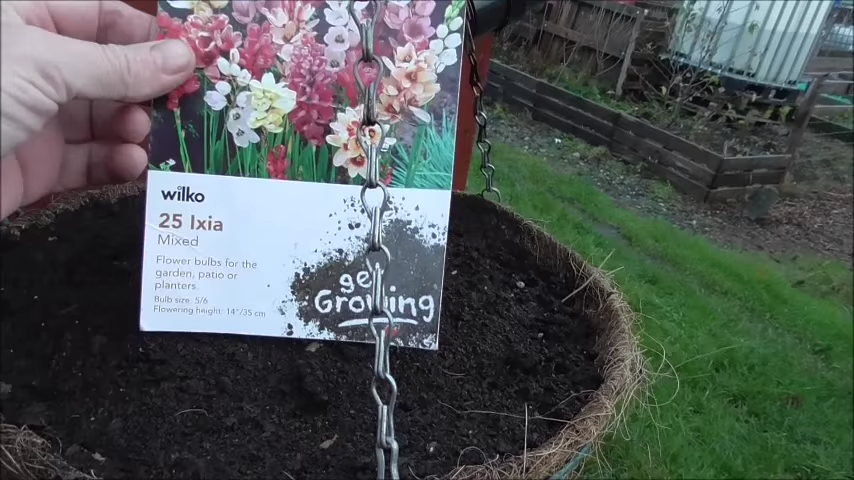 wilko
25 Ixia
Mixed
Flower bulbs for the
garden, pots or
planters.
Bulb size: 5/6
Flowering height: 14"/35 cm
get
Growing